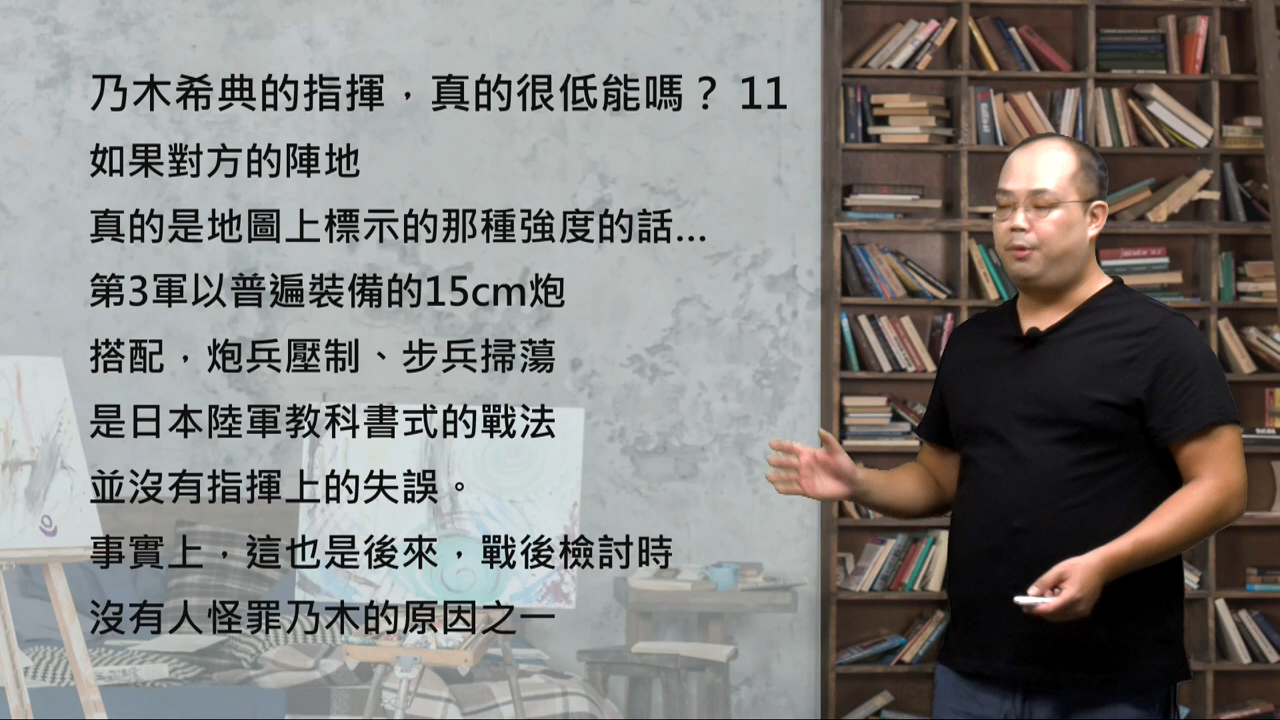 乃木希典的指揮，真的很低能嗎？ 11
如果對方的陣地
真的是地圖上標示的那種強度的話...
第3軍以普遍裝備的15cm炮
搭配，炮兵壓制、步兵掃蕩
是日本陸軍教科書式的戰法
並沒有指揮上的失誤。
事實上，這也是後來，戰後檢討時
沒有人怪罪乃木的原因之一